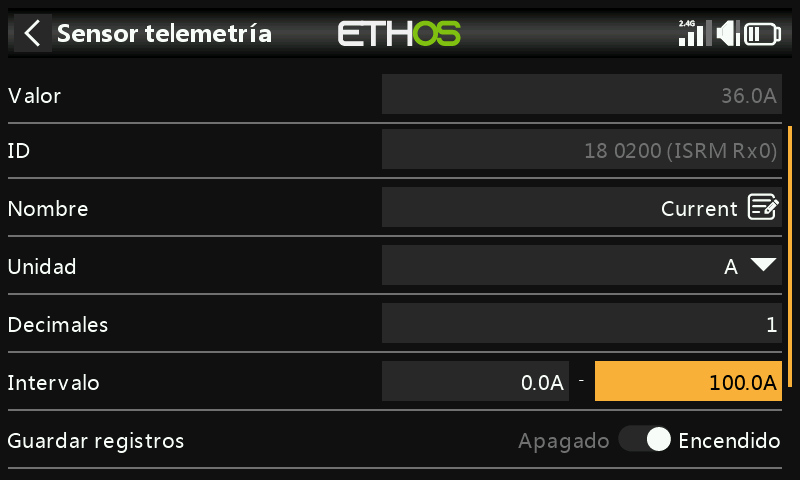 Sensor telemetría
ETHOS
2.4G
Valor
36.0A
ID
18 0200 (ISRM Rx0)
Nombre
Current
Unidad
A
Decimales
1
Intervalo
0.0A - 100.0A
Guardar registros
Apagado Encendido